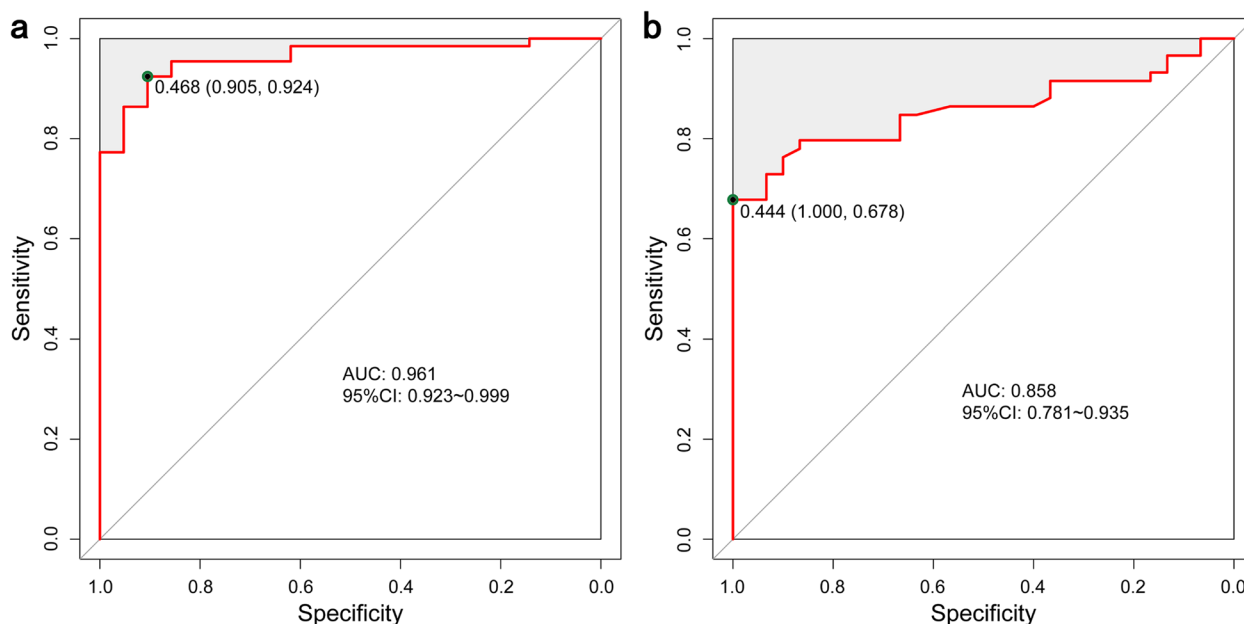 a
1.0
0.8
0.6
0.4
0.2
0.0
Sensitivity
0.468 (0.905, 0.924)
AUC: 0.961
95%CI: 0.923~0.999
1.0 0.8 0.6 0.4 0.2 0.0
Specificity
b
1.0
0.8
0.6
0.4
0.2
0.0
Sensitivity
0.444 (1.000, 0.678)
AUC: 0.858
95%CI: 0.781~0.935
1.0 0.8 0.6 0.4 0.2 0.0
Specificity